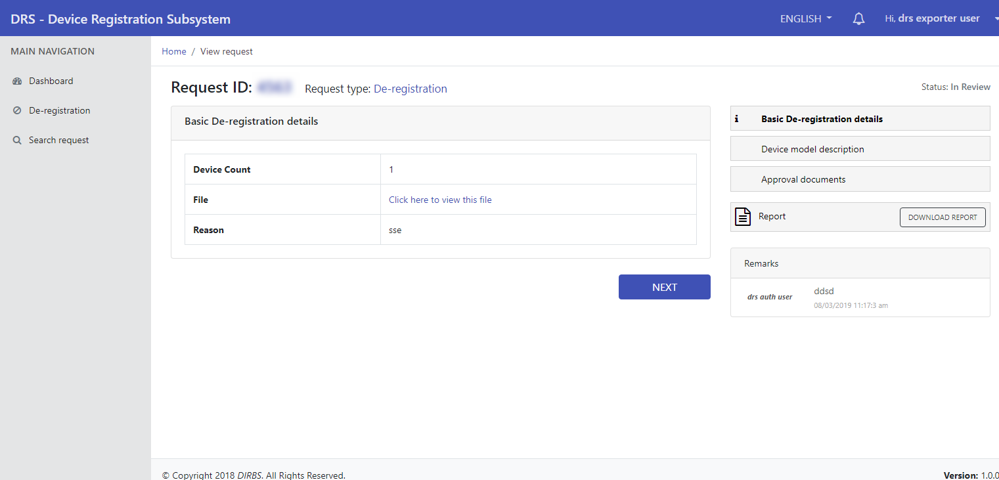 DRS - Device Registration Subsystem
ENGLISH
Hi, drs exporter user
MAIN NAVIGATION
Dashboard
De-registration
Search request
Home / View request
Request ID:
Request type: De-registration
Status: In Review
Basic De-registration details
Device Count 1
File Click here to view this file
Reason sse
NEXT
Basic De-registration details
Device model description
Approval documents
Report DOWNLOAD REPORT
Remarks
drs auth user
ddsd
08/03/2019 11:17:3 am
© Copyright 2018 DIRBS. All Rights Reserved.
Version: 1.0.0